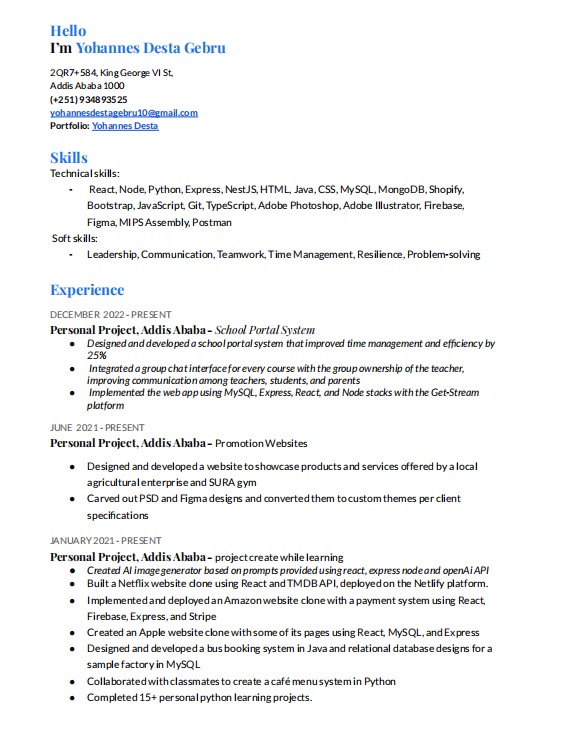 Hello
I'm Yohannes Desta Gebru
2QR7+584, King George VI St,
Addis Ababa 1000
(+251) 934893525
yohannesdestagebru10@gmail.com
Portfolio: Yohannes Desta
Skills
Technical skills:
- React, Node, Python, Express, NestJS, HTML, Java, CSS, MySQL, MongoDB, Shopify,
Bootstrap, JavaScript, Git, TypeScript, Adobe Photoshop, Adobe Illustrator, Firebase,
Figma, MIPS Assembly, Postman
Soft skills:
- Leadership, Communication, Teamwork, Time Management, Resilience, Problem-solving
Experience
DECEMBER 2022 - PRESENT
Personal Project, Addis Ababa - School Portal System
● Designed and developed a school portal system that improved time management and efficiency by
25%
● Integrated a group chat interface for every course with the group ownership of the teacher,
improving communication among teachers, students, and parents
● Implemented the web app using MySQL, Express, React, and Node stacks with the Get-Stream
platform
JUNE 2021 - PRESENT
Personal Project, Addis Ababa - Promotion Websites
● Designed and developed a website to showcase products and services offered by a local
agricultural enterprise and SURA gym
● Carved out PSD and Figma designs and converted them to custom themes per client
specifications
JANUARY 2021 - PRESENT
Personal Project, Addis Ababa - project create while learning
● Created AI image generator based on prompts provided using react, express node and openAi API
● Built a Netflix website clone using React and TMDB API, deployed on the Netlify platform.
● Implemented and deployed an Amazon website clone with a payment system using React,
Firebase, Express, and Stripe
● Created an Apple website clone with some of its pages using React, MySQL, and Express
● Designed and developed a bus booking system in Java and relational database designs for a
sample factory in MySQL
● Collaborated with classmates to create a café menu system in Python
● Completed 15+ personal python learning projects.